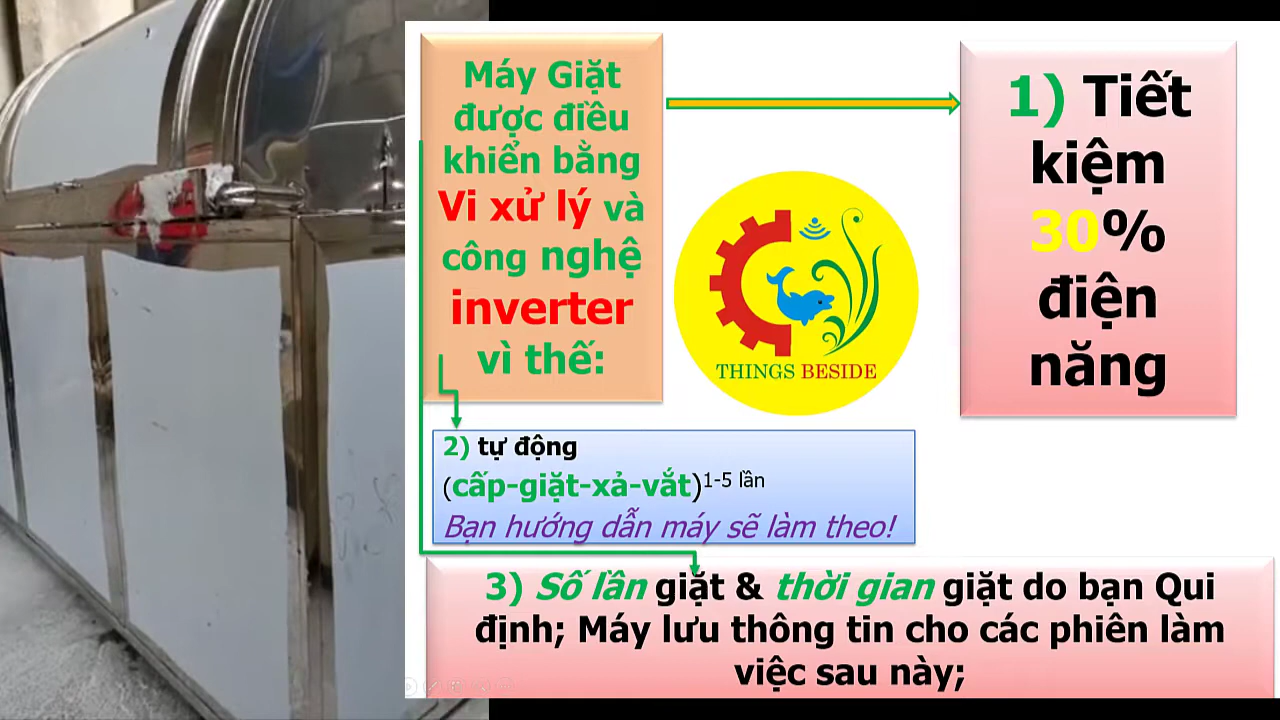 Máy Giặt
được điều
khiển bằng
Vi xử lý và
công nghệ
inverter
vì thế:
1) Tiết
kiệm
30%
điện
năng
THINGS BESIDE
2) tự động
(cấp-giặt-xả-vắt)1-5 lần
Bạn hướng dẫn máy sẽ làm theo!
3) Số lần giặt & thời gian giặt do bạn Qui
định; Máy lưu thông tin cho các phiên làm
việc sau này;